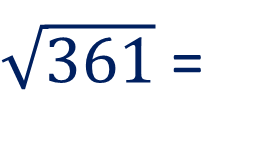 √361 =